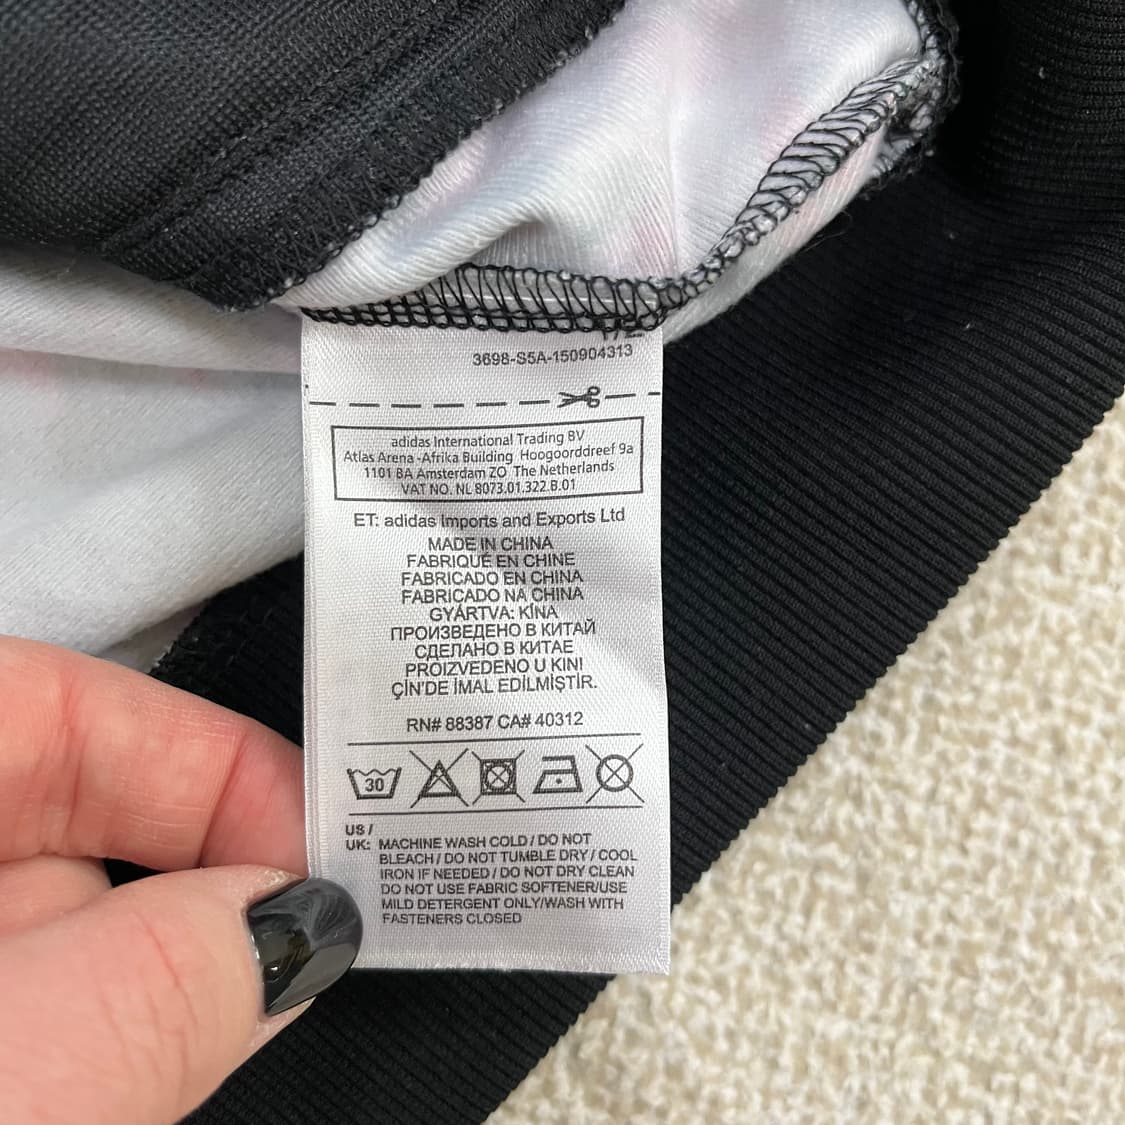 3698-S5A-150904313
adidas International Trading BV
Atlas Arena -Afrika Building Hoogoorddreef 9a
1101 BA Amsterdam ZO The Netherlands
VAT NO. NL 8073.01.322.B.01
ET: adidas Imports and Exports Ltd
MADE IN CHINA
FABRIQUÉ EN CHINE
FABRICADO EN CHINA
FABRICADO NA CHINA
GYÁRTVA: KÍNA
ПРОИЗВЕДЕНО В КИТАЙ
СДЕЛАНО В КИТАЕ
PROIZVEDENO U KINI
ÇİN'DE İMAL EDİLMİŞTİR.
RN# 88387 CA# 40312
30
US /
UK: MACHINE WASH COLD / DO NOT
BLEACH / DO NOT TUMBLE DRY / COOL
IRON IF NEEDED / DO NOT DRY CLEAN
DO NOT USE FABRIC SOFTENER/USE
MILD DETERGENT ONLY/WASH WITH
FASTENERS CLOSED